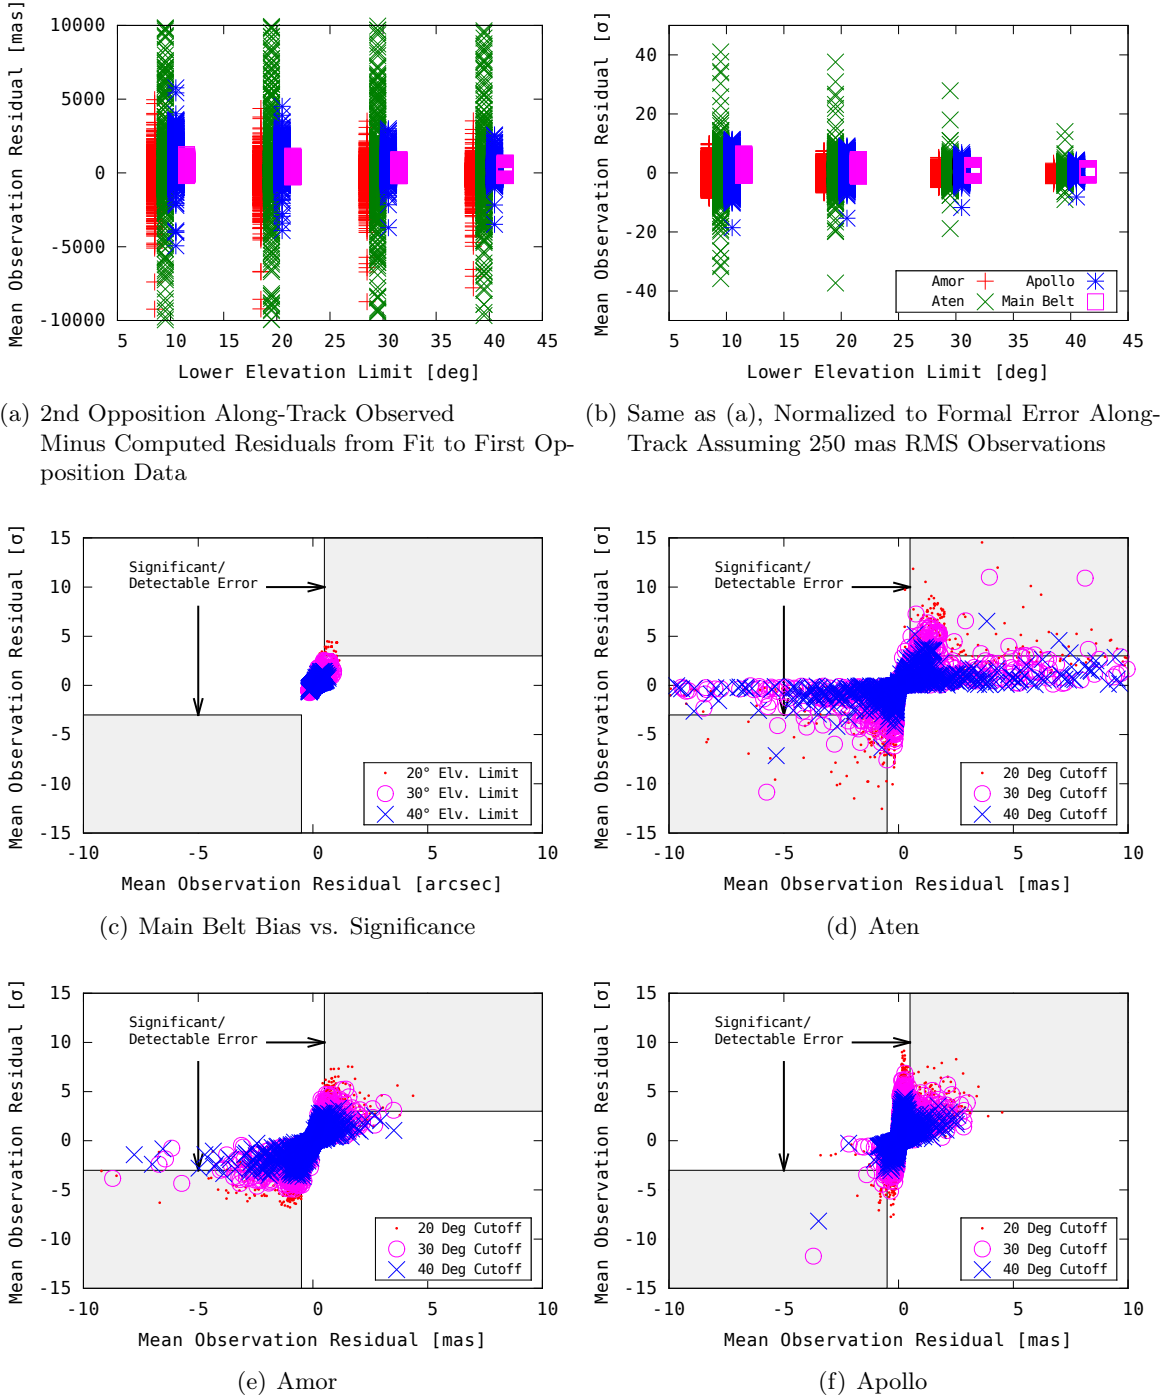 Mean Observation Residual [mas]
10000
5000
0
-5000
-10000
5 10 15 20 25 30 35 40 45
Lower Elevation Limit [deg]
(a) 2nd Opposition Along-Track Observed
Minus Computed Residuals from Fit to First Op-
position Data
Mean Observation Residual [σ]
40
20
0
-20
-40
Amor
Apollo
Aten
Main Belt
5 10 15 20 25 30 35 40 45
Lower Elevation Limit [deg]
(b) Same as (a), Normalized to Formal Error Along-
Track Assuming 250 mas RMS Observations
Mean Observation Residual [σ]
15
10
5
0
-5
-10
-15
Significant/
Detectable Error
20° Elv. Limit
30° Elv. Limit
40° Elv. Limit
-10 -5 0 5 10
Mean Observation Residual [arcsec]
(c) Main Belt Bias vs. Significance
Mean Observation Residual [σ]
15
10
5
0
-5
-10
-15
Significant/
Detectable Error
20 Deg Cutoff
30 Deg Cutoff
40 Deg Cutoff
-10 -5 0 5 10
Mean Observation Residual [mas]
(d) Aten
Mean Observation Residual [σ]
15
10
5
0
-5
-10
-15
Significant/
Detectable Error
20 Deg Cutoff
30 Deg Cutoff
40 Deg Cutoff
-10 -5 0 5 10
Mean Observation Residual [mas]
(e) Amor
Mean Observation Residual [σ]
15
10
5
0
-5
-10
-15
Significant/
Detectable Error
20 Deg Cutoff
30 Deg Cutoff
40 Deg Cutoff
-10 -5 0 5 10
Mean Observation Residual [mas]
(f) Apollo